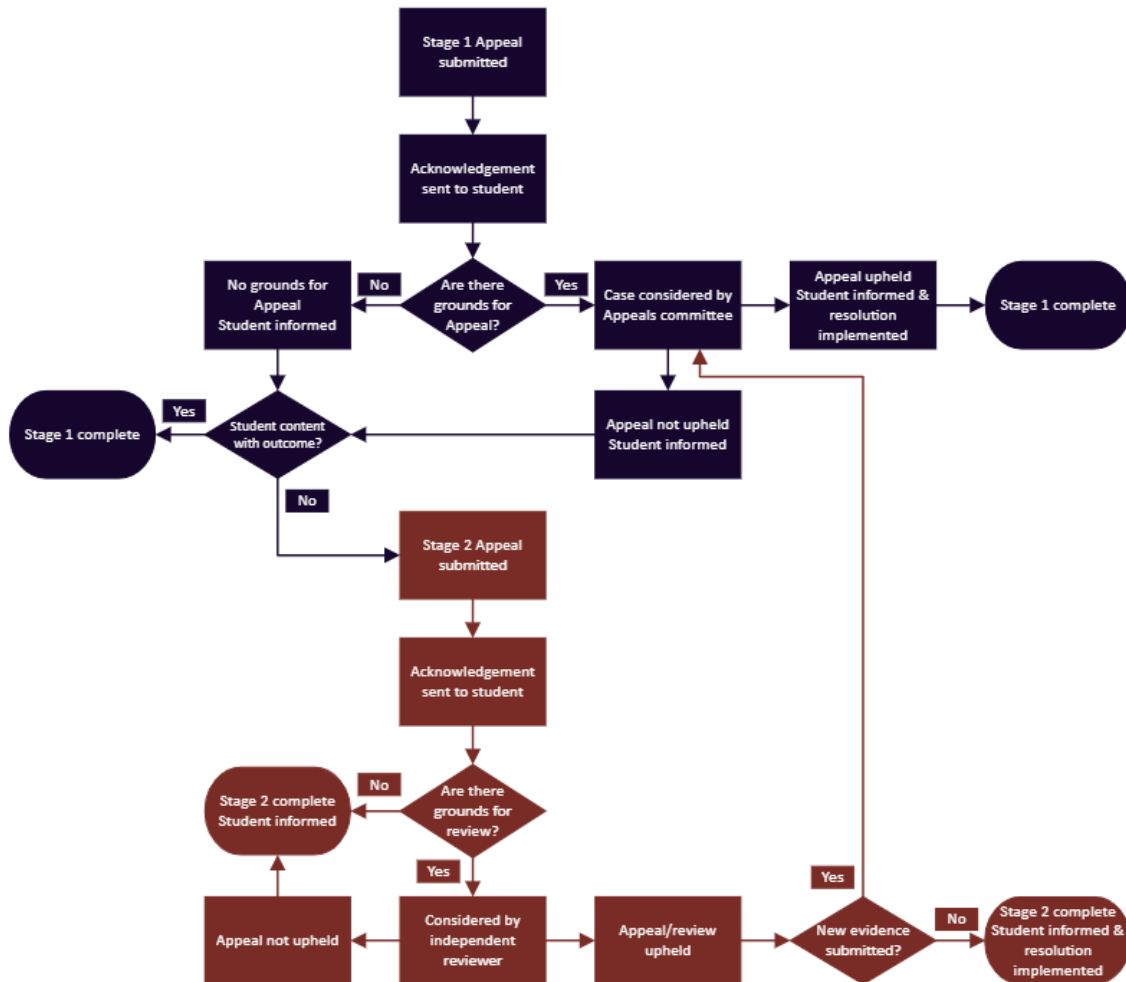 Stage 1 Appeal
submitted
Acknowledgement
sent to student
No grounds for
Appeal
Student informed
No
Are there
grounds for
Appeal?
Yes
Case considered by
Appeals committee
Appeal upheld
Student informed &
resolution
implemented
Stage 1 complete
Stage 1 complete
Yes
Student content
with outcome?
Appeal not upheld
Student informed
No
Stage 2 Appeal
submitted
Acknowledgement
sent to student
Stage 2 complete
Student informed
No
Are there
grounds for
review?
Yes
Yes
Appeal not upheld
Considered by
independent
reviewer
Appeal/review
upheld
New evidence
submitted?
No
Stage 2 complete
Student informed &
resolution
implemented